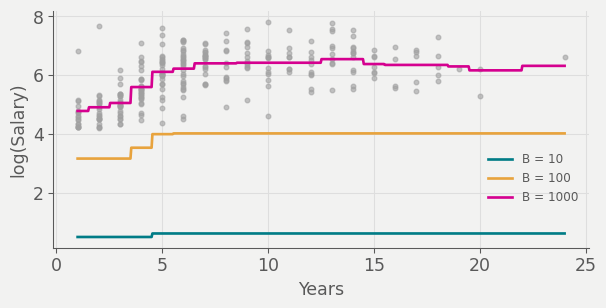 8
6
4
2
log(Salary)
B = 10
B = 100
B = 1000
0 5 10 15 20 25
Years